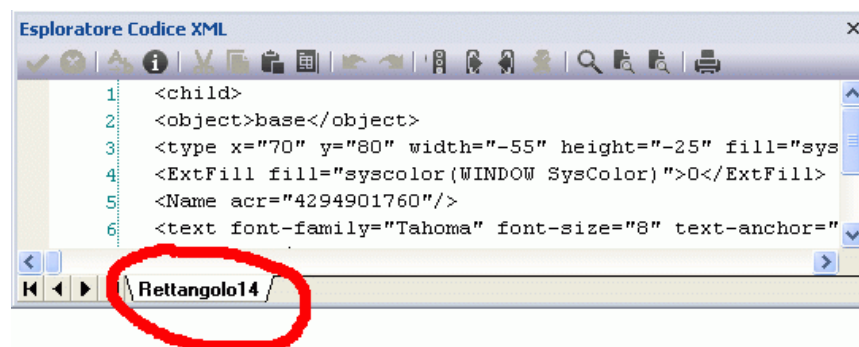 Esploratore Codice XML
1 <child>
2 <object>base</object>
3 <type x="70" y="80" width="-55" height="-25" fill="sys
4 <ExtFill fill="syscolor(WINDOW SysColor)">0</ExtFill>
5 <Name acr="4294901760"/>
6 <text font-family="Tahoma" font-size="8" text-anchor="
Rettangolo14